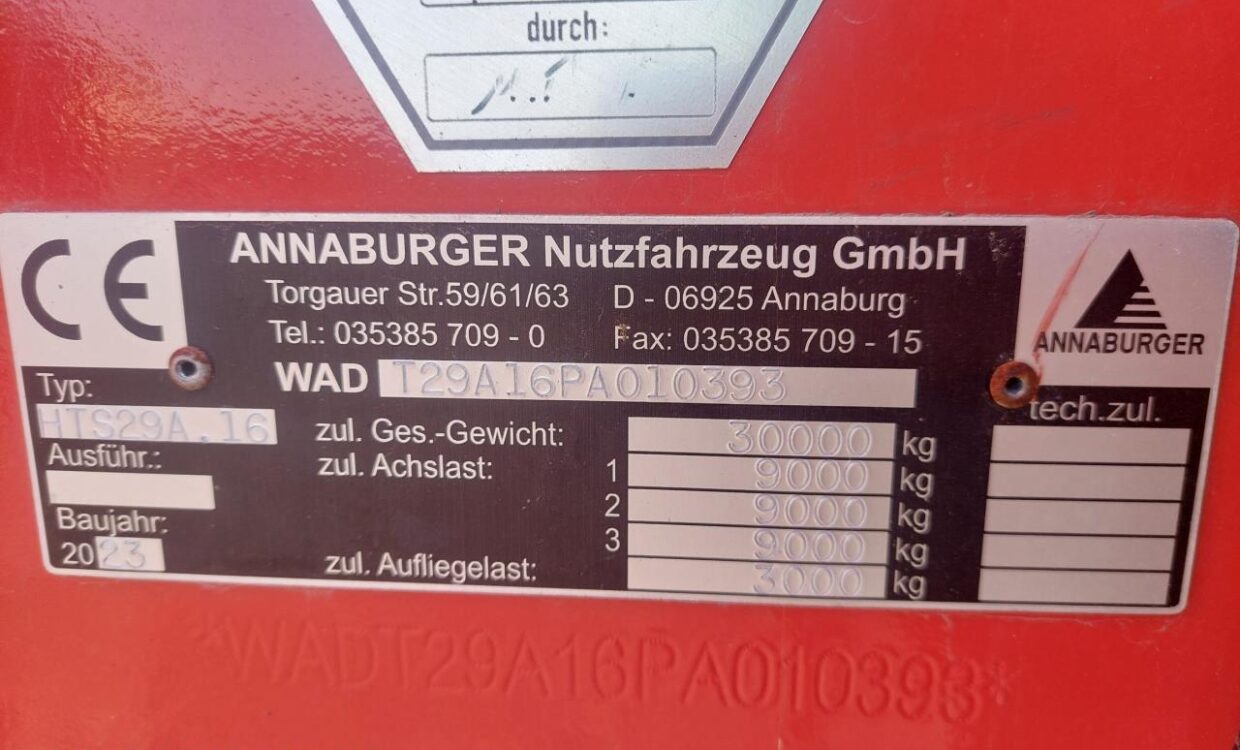 durch:
CE
ANNABURGER Nutzfahrzeug GmbH
Torgauer Str.59/61/63 D - 06925 Annaburg
Tel.: 035385 709 - 0 Fax: 035385 709 - 15
ANNABURGER
WAD T29A16PA010393
Typ:
HTS29A.16
Ausführ.:
Baujahr:
2023
zul. Ges.-Gewicht: 30000 kg
zul. Achslast: 1 9000 kg
2 9000 kg
3 9000 kg
zul. Aufliegelast: 3000 kg
tech.zul.
*WADT29A16PA010393*